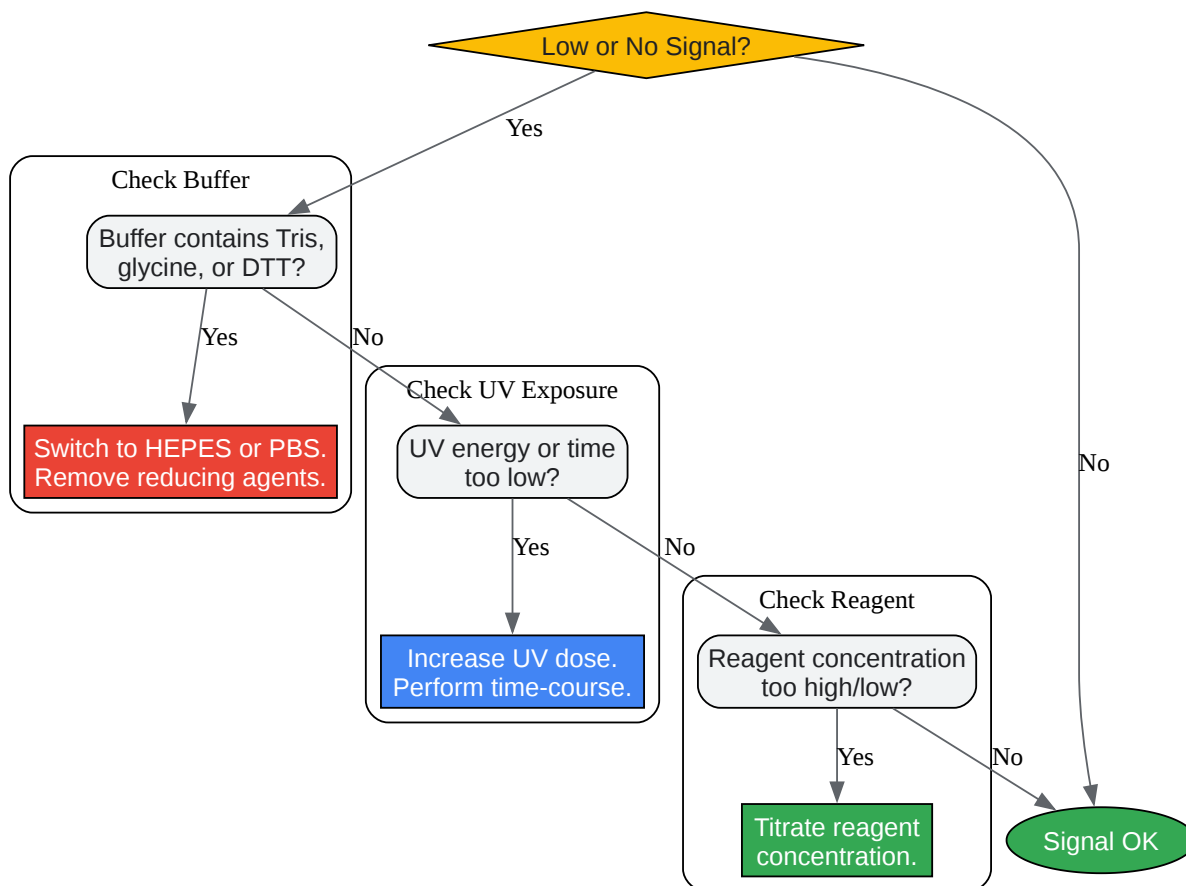 Low or No Signal?
Yes
Check Buffer
Buffer contains Tris,
glycine, or DTT?
Yes
No
Switch to HEPES or PBS.
Remove reducing agents.
Check UV Exposure
UV energy or time
too low?
Yes
No
Increase UV dose.
Perform time-course.
Check Reagent
Reagent concentration
too high/low?
Yes
No
Titrate reagent
concentration.
No
Signal OK